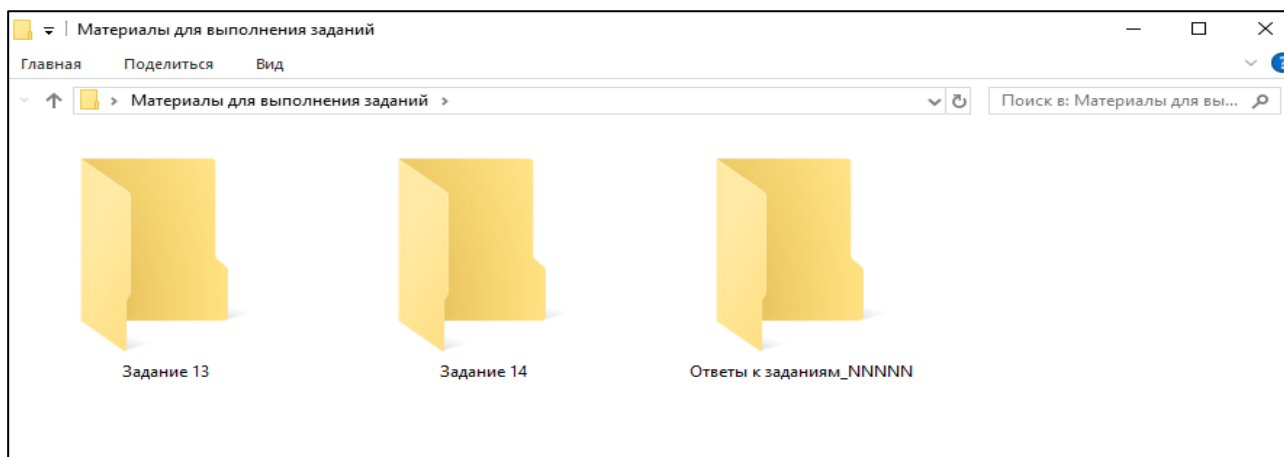 Материалы для выполнения заданий
Главная Поделиться Вид
Материалы для выполнения заданий
Поиск в: Материалы для вы...
Задание 13 Задание 14 Ответы к заданиям_NNNNN